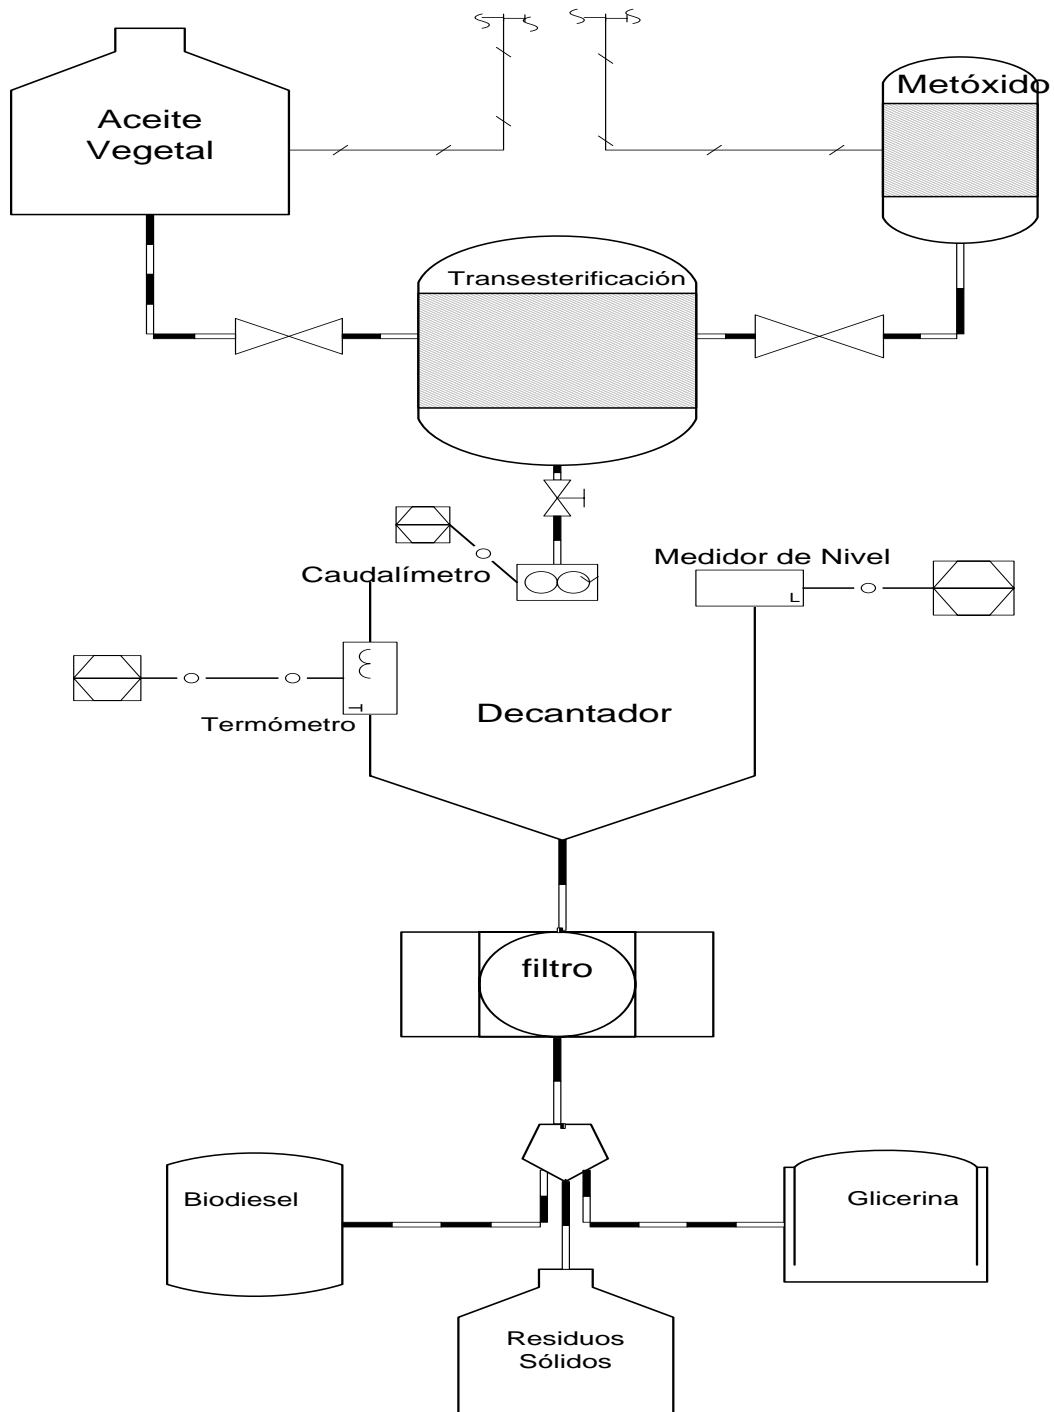 Aceite
Vegetal
Metóxido
Transesterificación
Caudalímetro
Medidor de Nivel
L
T
Termómetro
Decantador
filtro
Biodiesel
Glicerina
Residuos
Sólidos